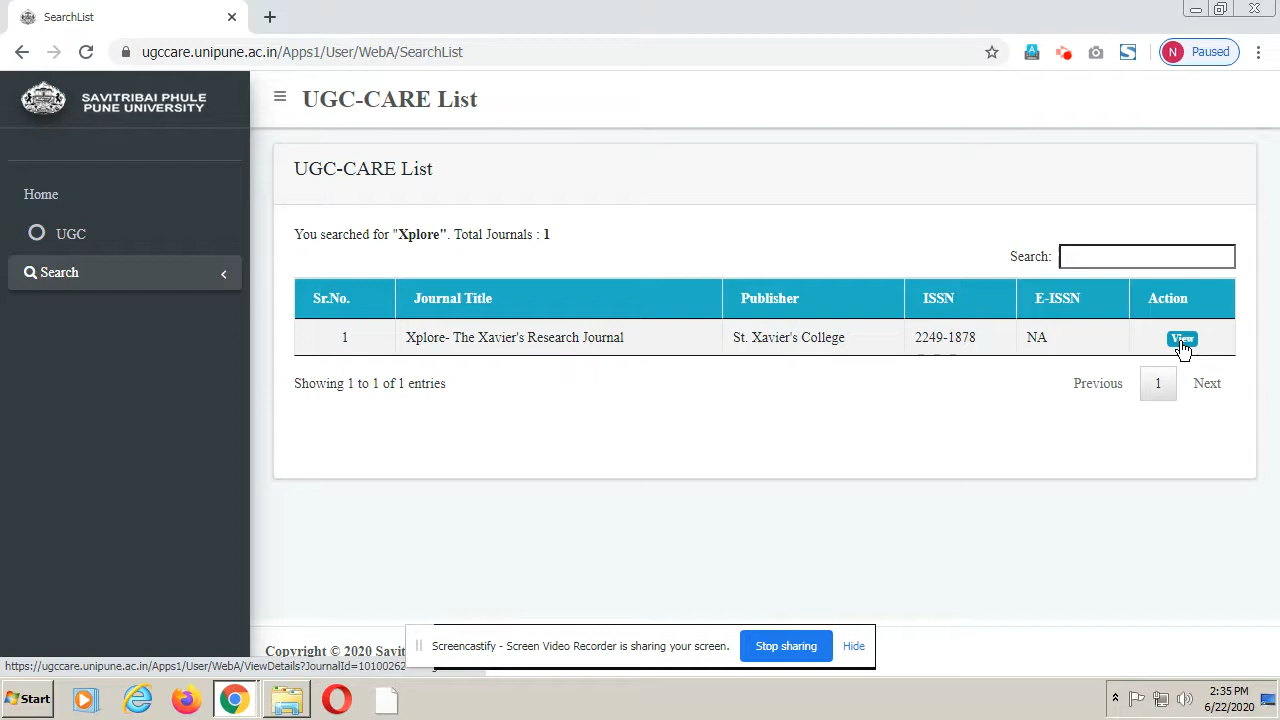 SearchList
ugccare.unipune.ac.in/Apps1/User/WebA/SearchList
N Paused
SAVITRIBAI PHULE
PUNE UNIVERSITY
UGC-CARE List
Home
UGC
Search
UGC-CARE List
You searched for "Xplore". Total Journals : 1
Search:
Sr.No. Journal Title Publisher ISSN E-ISSN Action
1 Xplore- The Xavier's Research Journal St. Xavier's College 2249-1878 NA View
Showing 1 to 1 of 1 entries
Previous 1 Next
Copyright © 2020 Savit
Screencastify - Screen Video Recorder is sharing your screen. Stop sharing Hide
https://ugccare.unipune.ac.in/Apps1/User/WebA/ViewDetails?JournalId=10100262
Start
2:35 PM
6/22/2020